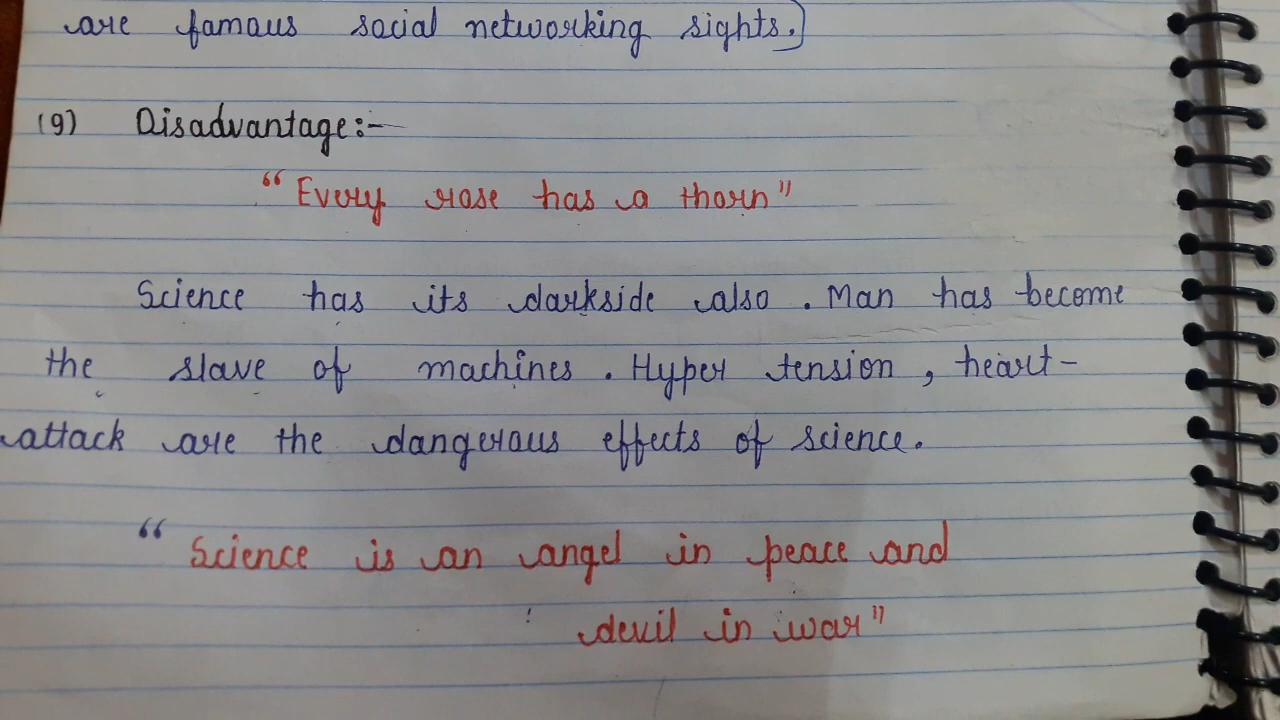 are famous social networking sights.]
(9) Disadvantage:-
“Every rose has a thorn”
Science has its darkside also. Man has become
the slave of machines. Hyper tension, heart-
attack are the dangerous effects of science.
“Science is an angel in peace and
devil in war”